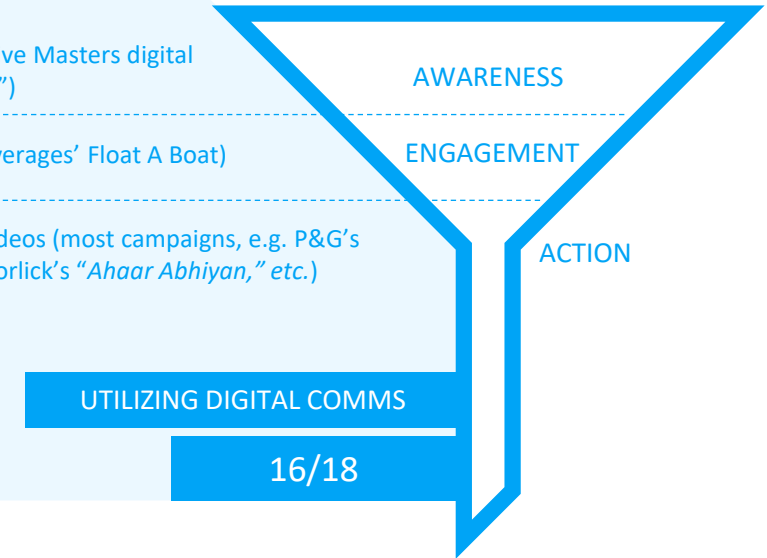 ve Masters digital
”)
AWARENESS
verages’ Float A Boat)
ENGAGEMENT
deos (most campaigns, e.g. P&G’s
orlick’s “Ahaar Abhiyan,” etc.)
ACTION
UTILIZING DIGITAL COMMS
16/18